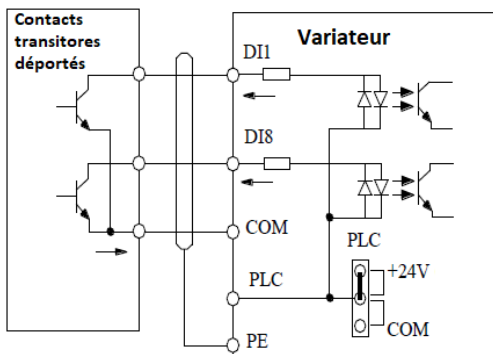 Contacts
transitores
déportés
Variateur
DI1
DI8
COM
PLC
PE
PLC
+24V
COM